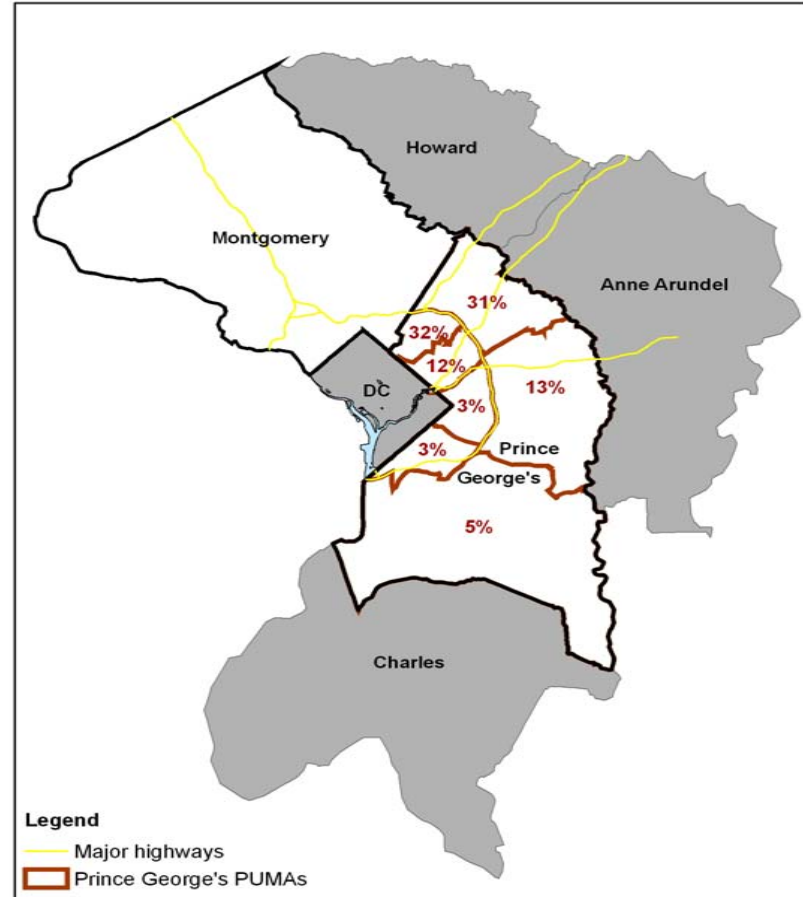 Howard
Montgomery
Anne Arundel
31%
32%
12%
DC
13%
3%
Prince
3%
George's
5%
Charles
Legend
Major highways
Prince George's PUMAs